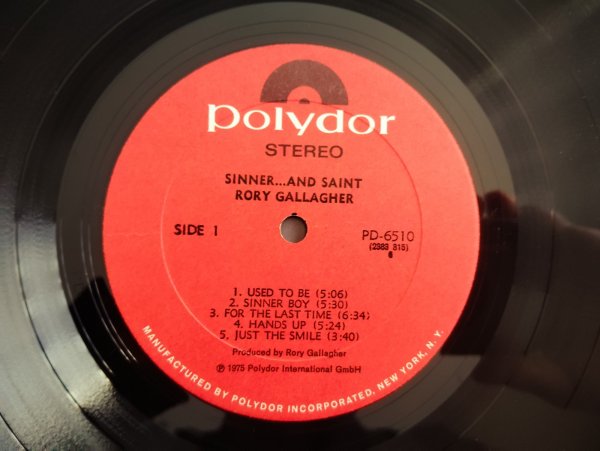 polydor
STEREO
SINNER...AND SAINT
RORY GALLAGHER
SIDE 1
PD-6510
(2383 315)
1. USED TO BE (5:06)
2. SINNER BOY (5:30)
3. FOR THE LAST TIME (6:34)
4. HANDS UP (5:24)
5. JUST THE SMILE (3:40)
Produced by Rory Gallagher
℗ 1975 Polydor International GmbH
MANUFACTURED BY POLYDOR INCORPORATED, NEW YORK, N. Y.